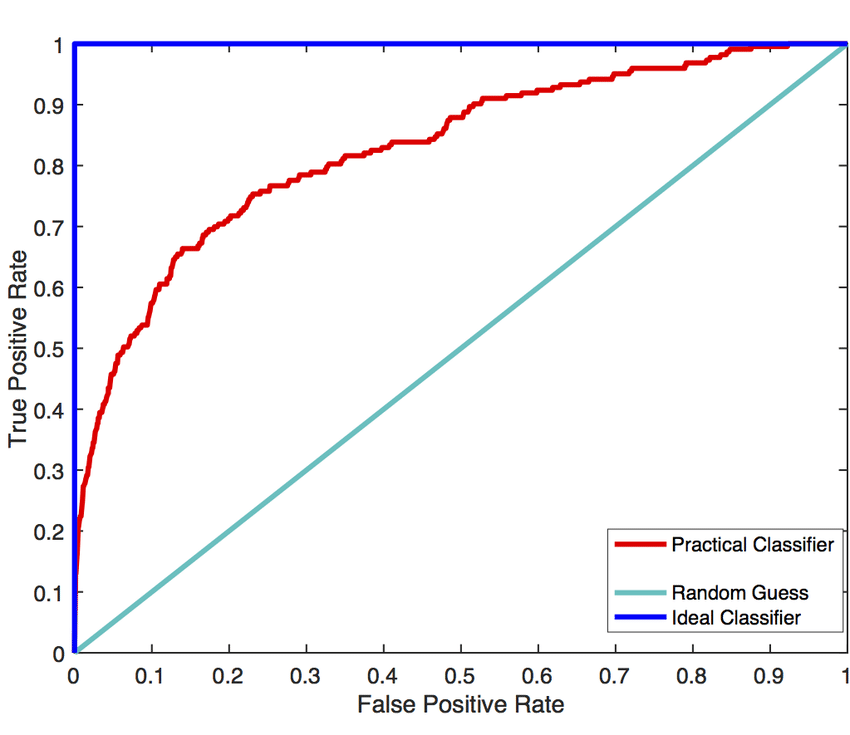 1
0.9
0.8
0.7
0.6
0.5
0.4
0.3
0.2
0.1
0
True Positive Rate
Practical Classifier
Random Guess
Ideal Classifier
0 0.1 0.2 0.3 0.4 0.5 0.6 0.7 0.8 0.9 1
False Positive Rate